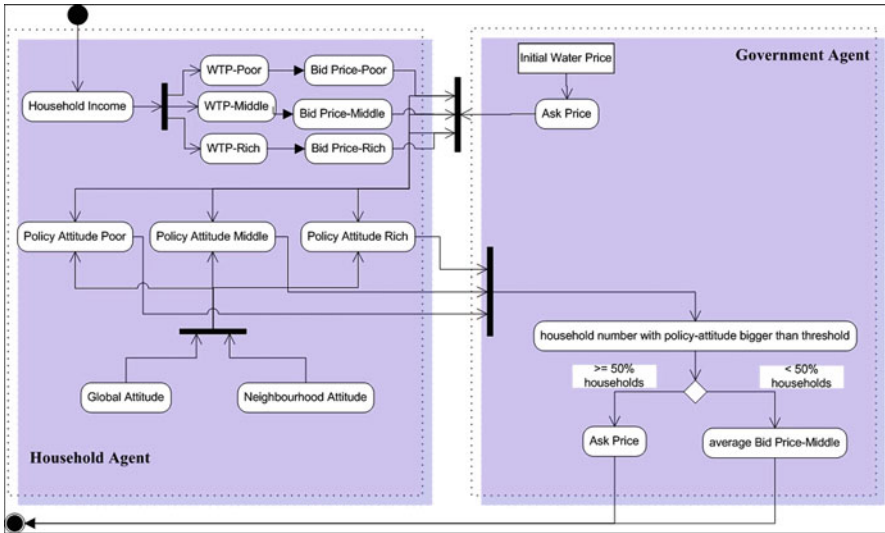 Government Agent
Initial Water Price
WTP-Poor
Bid Price-Poor
Household Income
WTP-Middle
Bid Price-Middle
Ask Price
WTP-Rich
Bid Price-Rich
Policy Attitude Poor
Policy Attitude Middle
Policy Attitude Rich
household number with policy-attitude bigger than threshold
>= 50%
households
< 50%
households
Global Attitude
Neighbourhood Attitude
Ask Price
average Bid Price-Middle
Household Agent